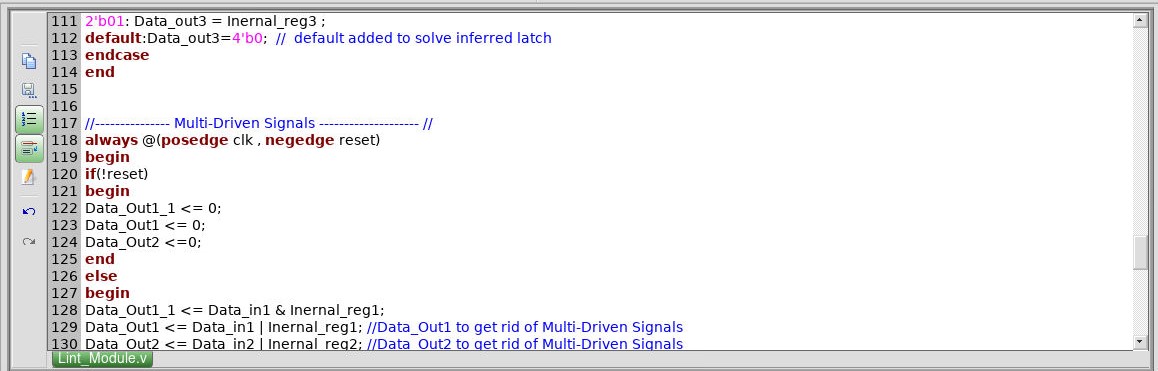 111 2'b01: Data_out3 = Inernal_reg3 ;
112 default:Data_out3=4'b0;  //  default added to solve inferred latch
113 endcase
114 end
115
116
117 //--------------- Multi-Driven Signals -------------------- //
118 always @(posedge clk , negedge reset)
119 begin
120 if(!reset)
121 begin
122 Data_Out1_1 <= 0;
123 Data_Out1 <= 0;
124 Data_Out2 <=0;
125 end
126 else
127 begin
128 Data_Out1_1 <= Data_in1 & Inernal_reg1;
129 Data_Out1 <= Data_in1 | Inernal_reg1; //Data_Out1 to get rid of Multi-Driven Signals
130 Data_Out2 <= Data_in2 | Inernal_reg2; //Data_Out2 to get rid of Multi-Driven Signals
Lint_Module.v